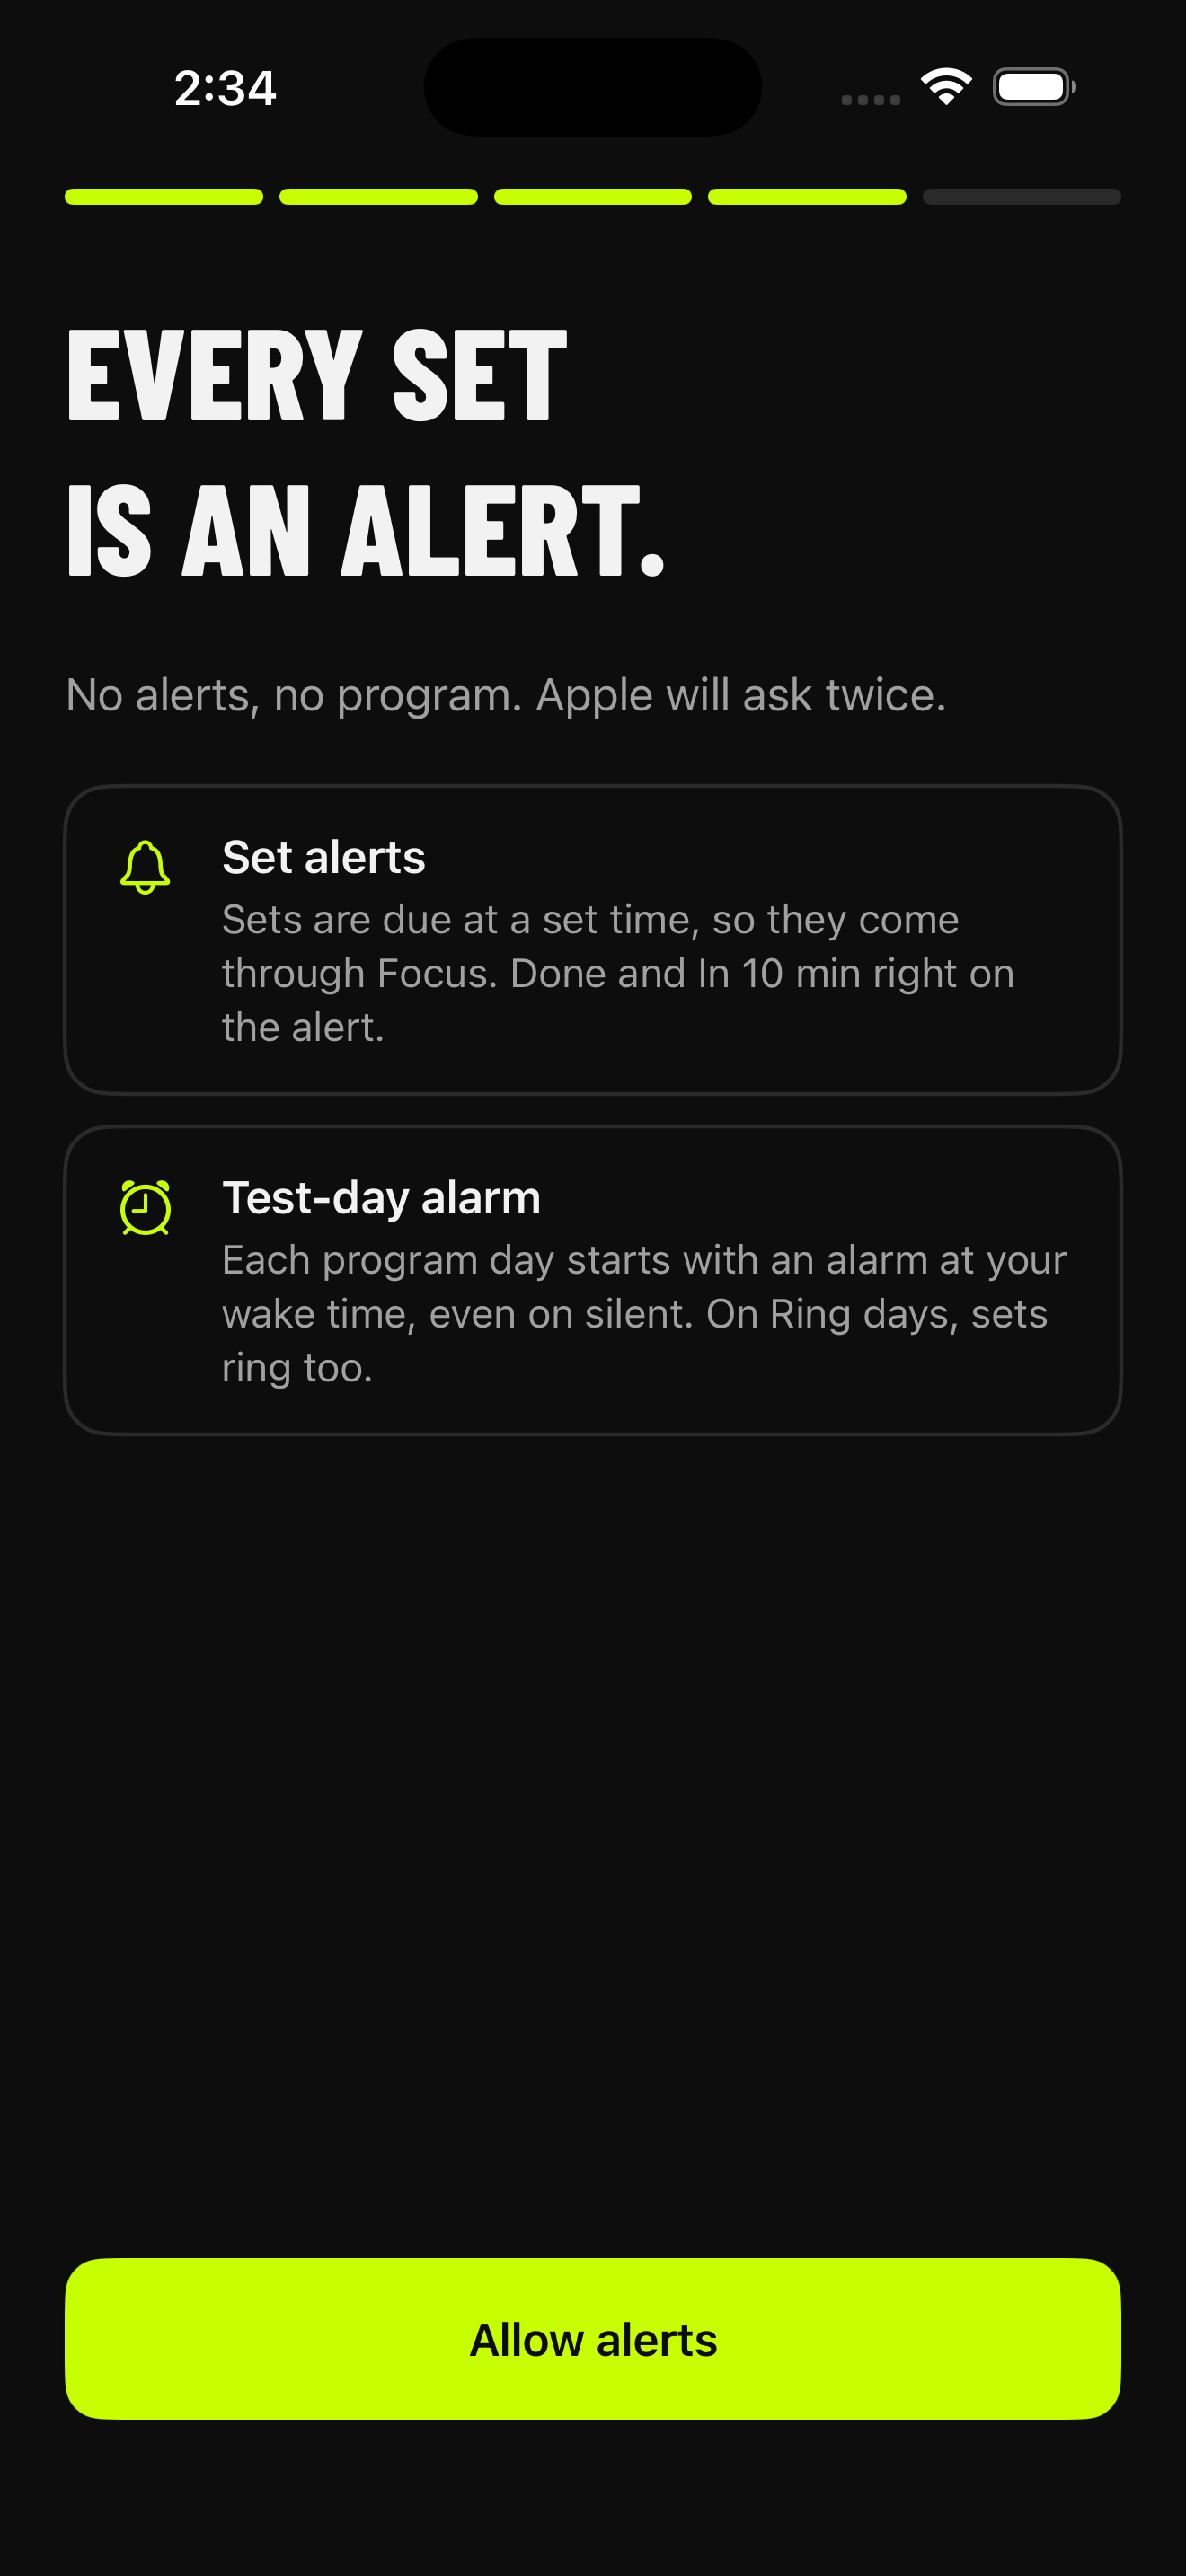 2:34
EVERY SET
IS AN ALERT.
No alerts, no program. Apple will ask twice.
Set alerts
Sets are due at a set time, so they come
through Focus. Done and In 10 min right on
the alert.
Test-day alarm
Each program day starts with an alarm at your
wake time, even on silent. On Ring days, sets
ring too.
Allow alerts